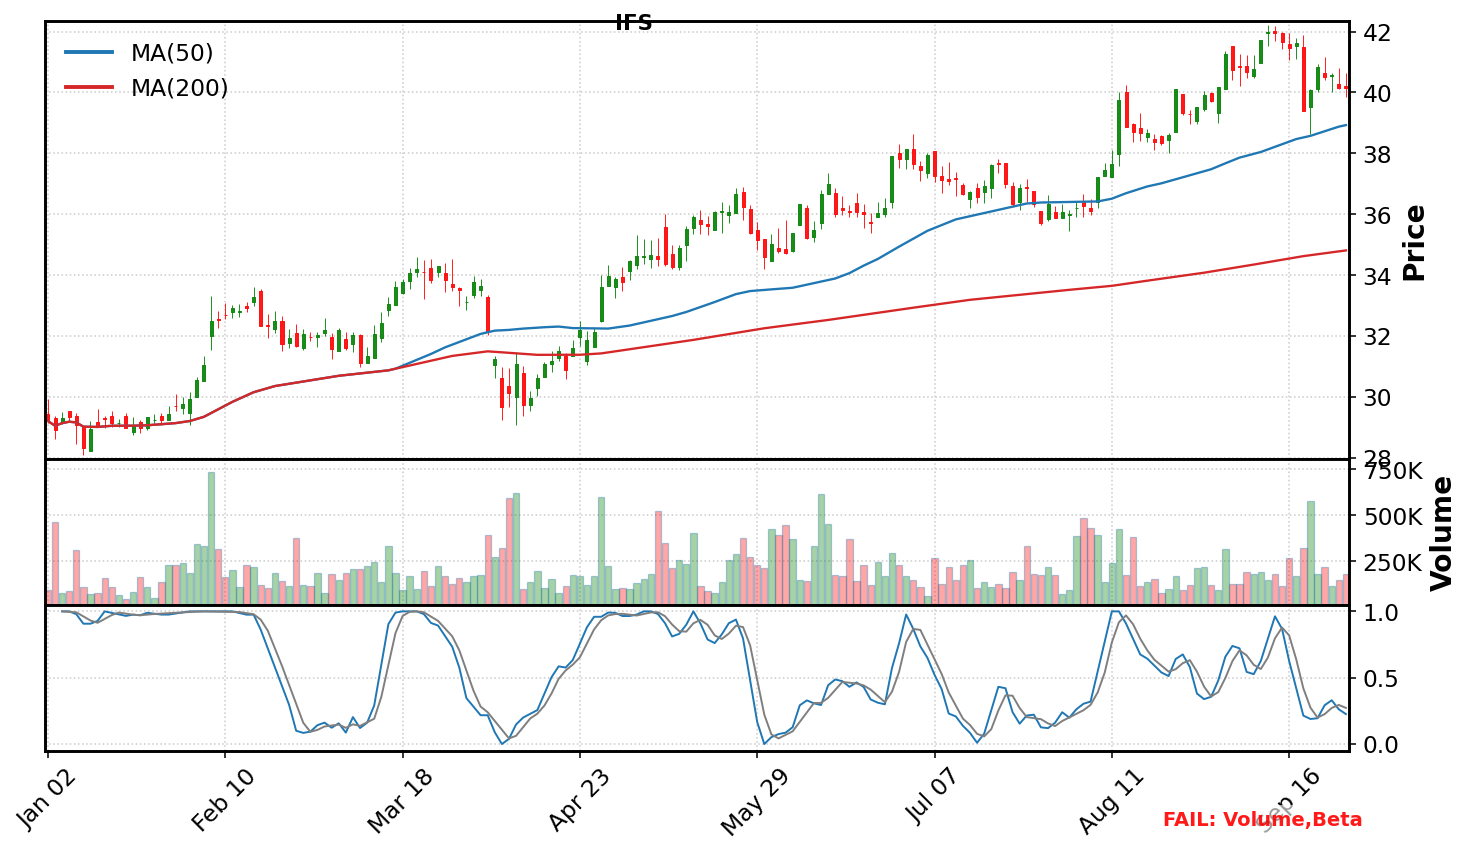 IFS
MA(50)
MA(200)
42
40
38
36
34
32
30
28
Price
750K
500K
250K
Volume
1.0
0.5
0.0
Jan 02
Feb 10
Mar 18
Apr 23
May 29
Jul 07
Aug 11
Sep 16
FAIL: Volume,Beta